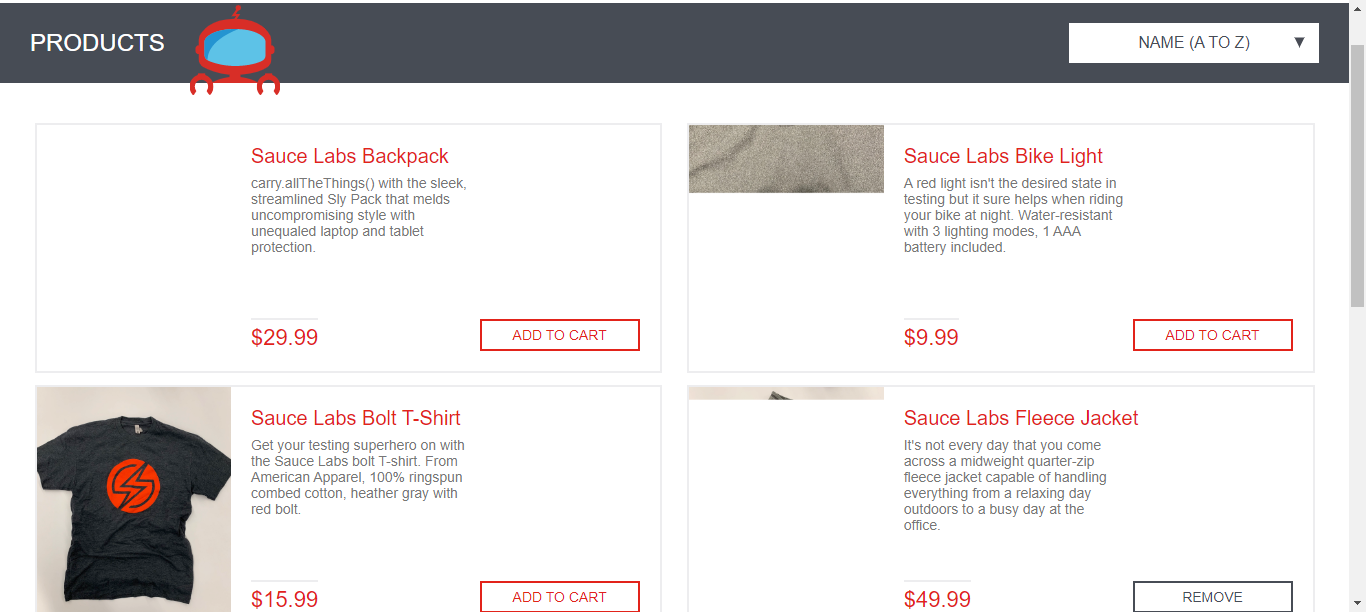 PRODUCTS
NAME (A TO Z)
Sauce Labs Backpack
carry.allTheThings() with the sleek,
streamlined Sly Pack that melds
uncompromising style with
unequaled laptop and tablet
protection.
$29.99
ADD TO CART
Sauce Labs Bike Light
A red light isn't the desired state in
testing but it sure helps when riding
your bike at night. Water-resistant
with 3 lighting modes, 1 AAA
battery included.
$9.99
ADD TO CART
Sauce Labs Bolt T-Shirt
Get your testing superhero on with
the Sauce Labs bolt T-shirt. From
American Apparel, 100% ringspun
combed cotton, heather gray with
red bolt.
$15.99
ADD TO CART
Sauce Labs Fleece Jacket
It's not every day that you come
across a midweight quarter-zip
fleece jacket capable of handling
everything from a relaxing day
outdoors to a busy day at the
office.
$49.99
REMOVE